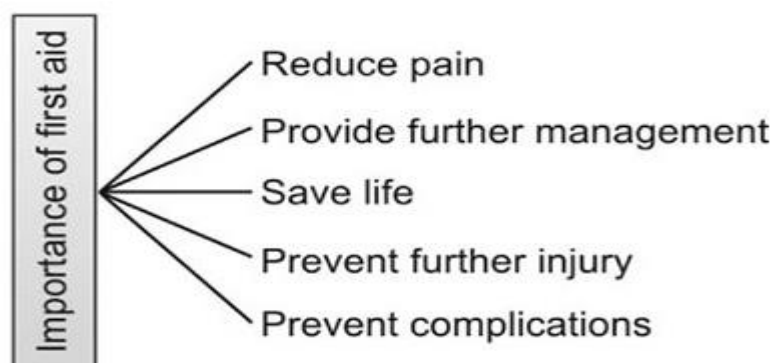 Importance of first aid
Reduce pain
Provide further management
Save life
Prevent further injury
Prevent complications